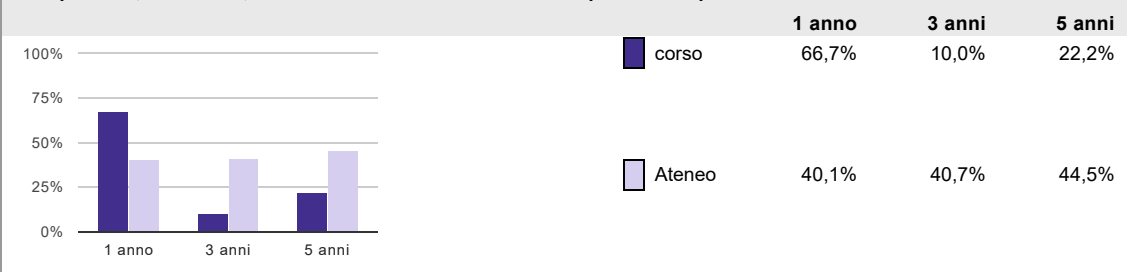 1 anno 3 anni 5 anni
100%
75%
50%
25%
0%
1 anno 3 anni 5 anni
corso 66,7% 10,0% 22,2%
Ateneo 40,1% 40,7% 44,5%